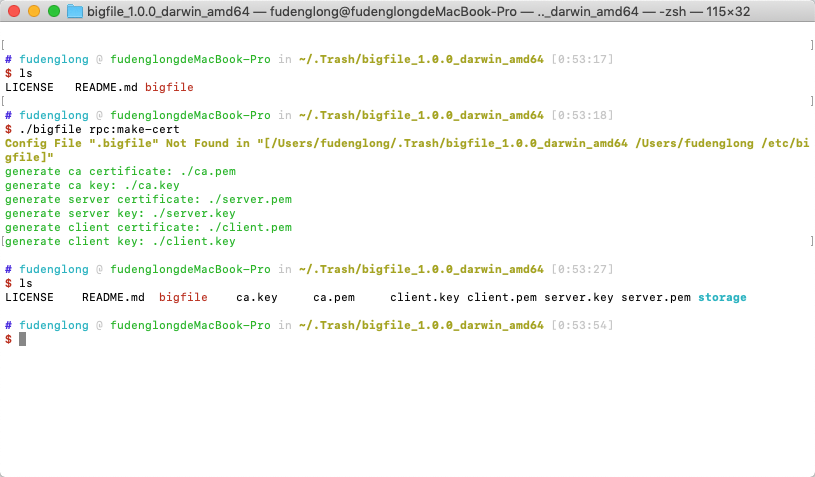 bigfile_1.0.0_darwin_amd64 — fudenglong@fudenglongdeMacBook-Pro — .._darwin_amd64 — -zsh — 115×32
[ ]
# fudenglong @ fudenglongdeMacBook-Pro in ~/.Trash/bigfile_1.0.0_darwin_amd64 [0:53:17]
$ ls
LICENSE   README.md bigfile
[ ]
# fudenglong @ fudenglongdeMacBook-Pro in ~/.Trash/bigfile_1.0.0_darwin_amd64 [0:53:18]
$ ./bigfile rpc:make-cert
Config File ".bigfile" Not Found in "[/Users/fudenglong/.Trash/bigfile_1.0.0_darwin_amd64 /Users/fudenglong /etc/bi
gfile]"
generate ca certificate: ./ca.pem
generate ca key: ./ca.key
generate server certificate: ./server.pem
generate server key: ./server.key
generate client certificate: ./client.pem
[generate client key: ./client.key ]
# fudenglong @ fudenglongdeMacBook-Pro in ~/.Trash/bigfile_1.0.0_darwin_amd64 [0:53:27]
$ ls
LICENSE    README.md  bigfile    ca.key     ca.pem     client.key client.pem server.key server.pem storage
# fudenglong @ fudenglongdeMacBook-Pro in ~/.Trash/bigfile_1.0.0_darwin_amd64 [0:53:54]
$